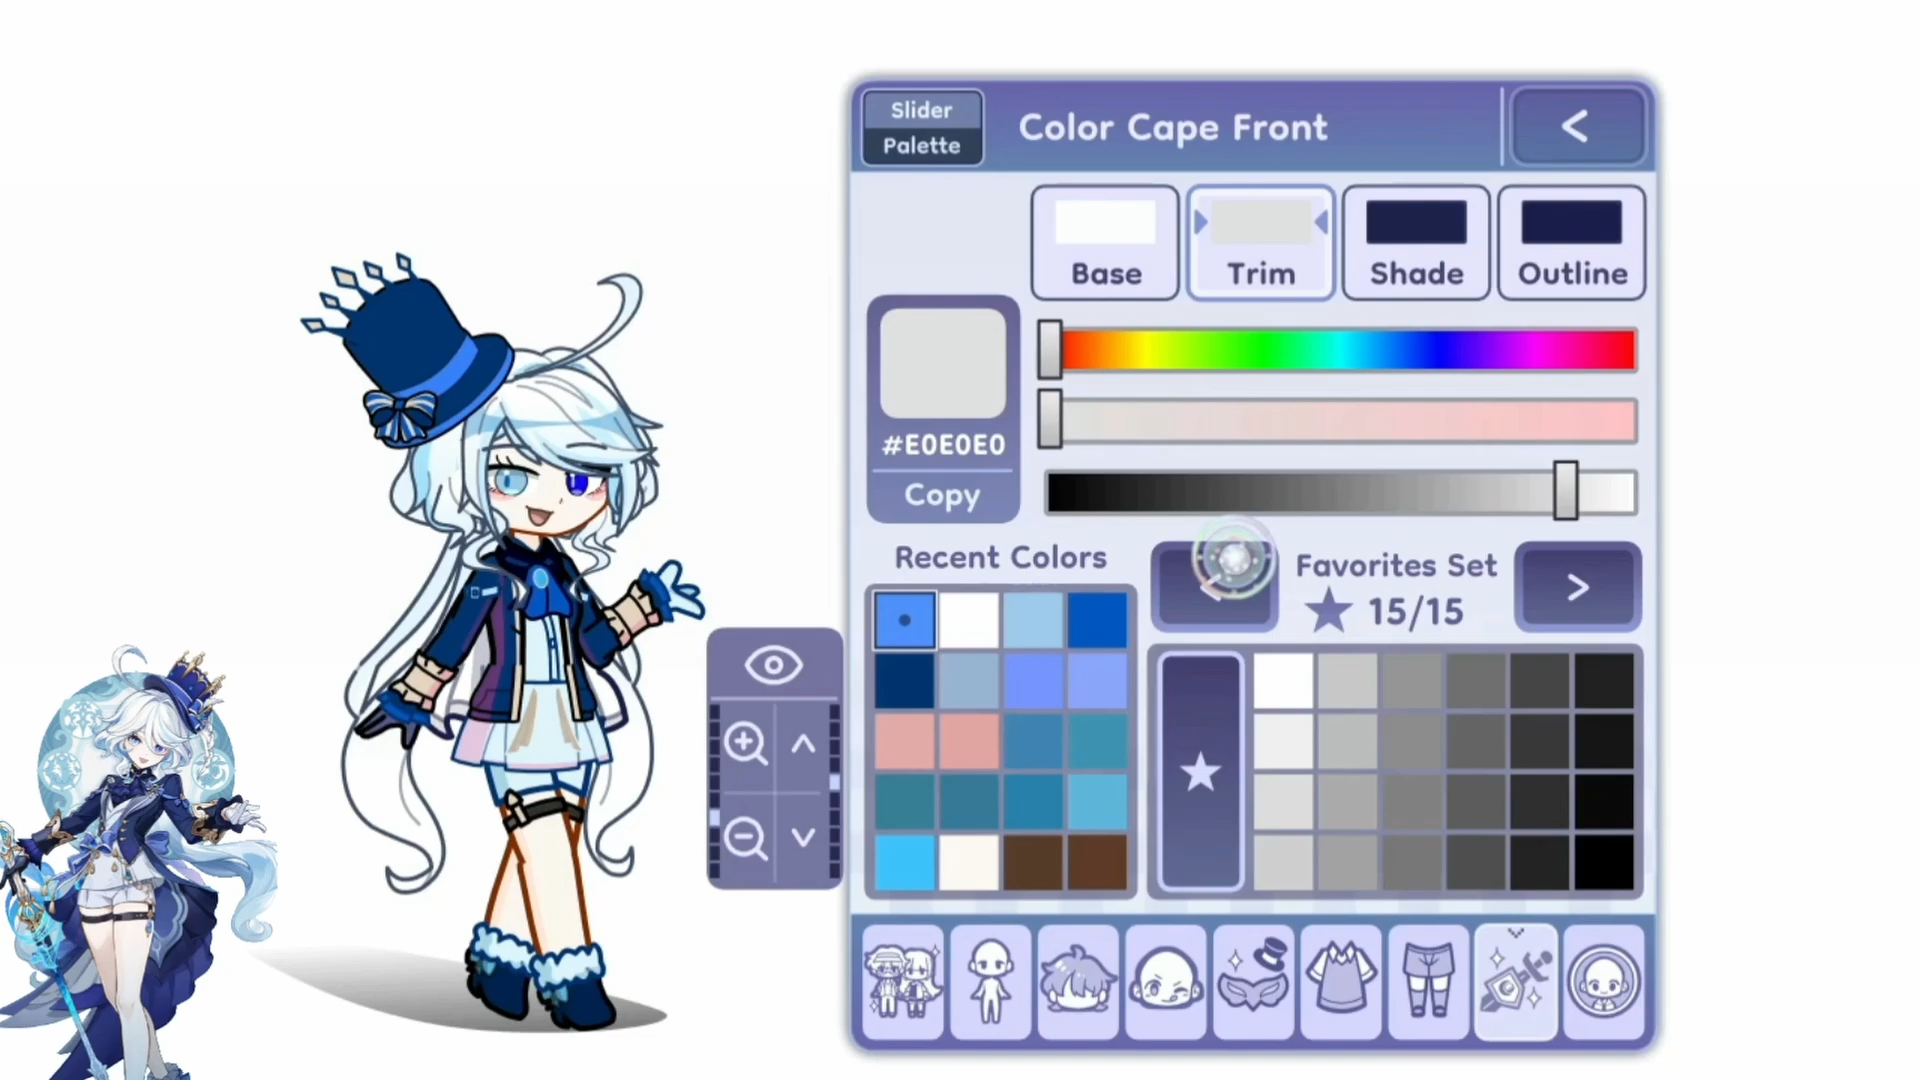 Slider
Palette
Color Cape Front
<
Base
Trim
Shade
Outline
#E0E0E0
Copy
Recent Colors
<
Favorites Set
★ 15/15
>
★